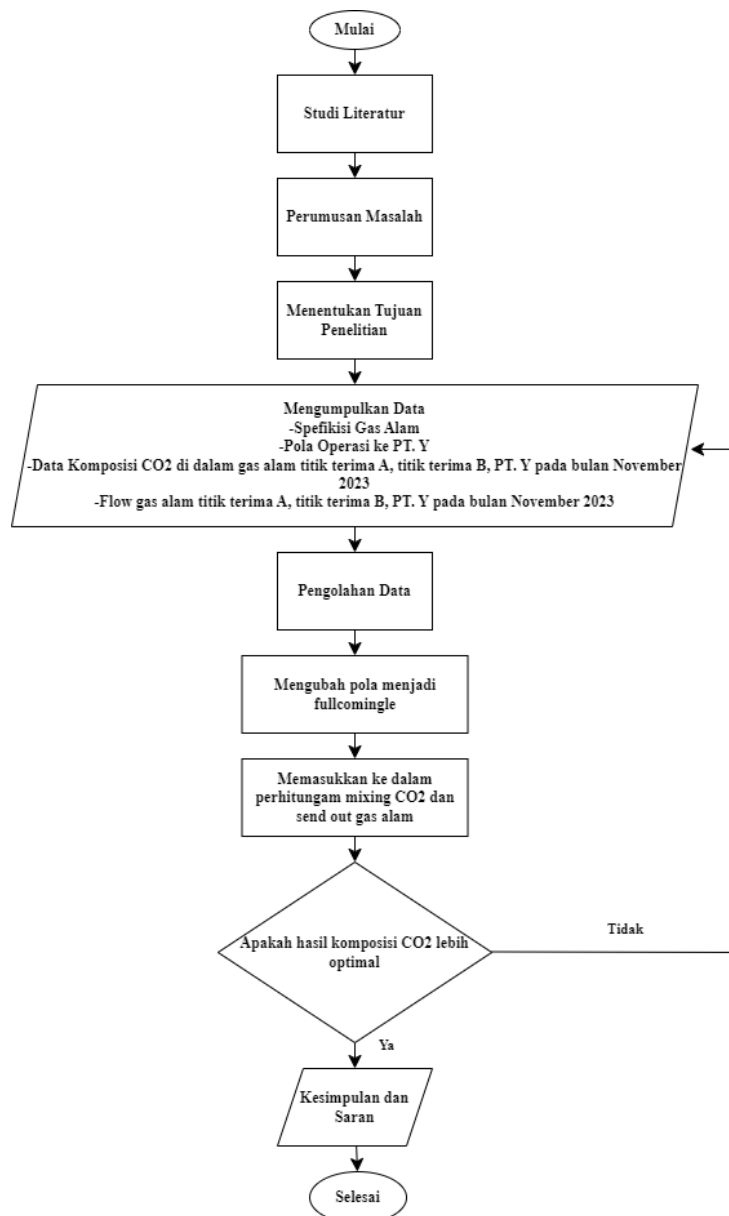 Mulai
Studi Literatur
Perumusan Masalah
Menentukan Tujuan
Penelitian
Mengumpulkan Data
-Spefikisi Gas Alam
-Pola Operasi ke PT. Y
-Data Komposisi CO2 di dalam gas alam titik terima A, titik terima B, PT. Y pada bulan November
2023
-Flow gas alam titik terima A, titik terima B, PT. Y pada bulan November 2023
Pengolahan Data
Mengubah pola menjadi
fullcomingle
Memasukkan ke dalam
perhitungam mixing CO2 dan
send out gas alam
Apakah hasil komposisi CO2 lebih
optimal
Tidak
Ya
Kesimpulan dan
Saran
Selesai